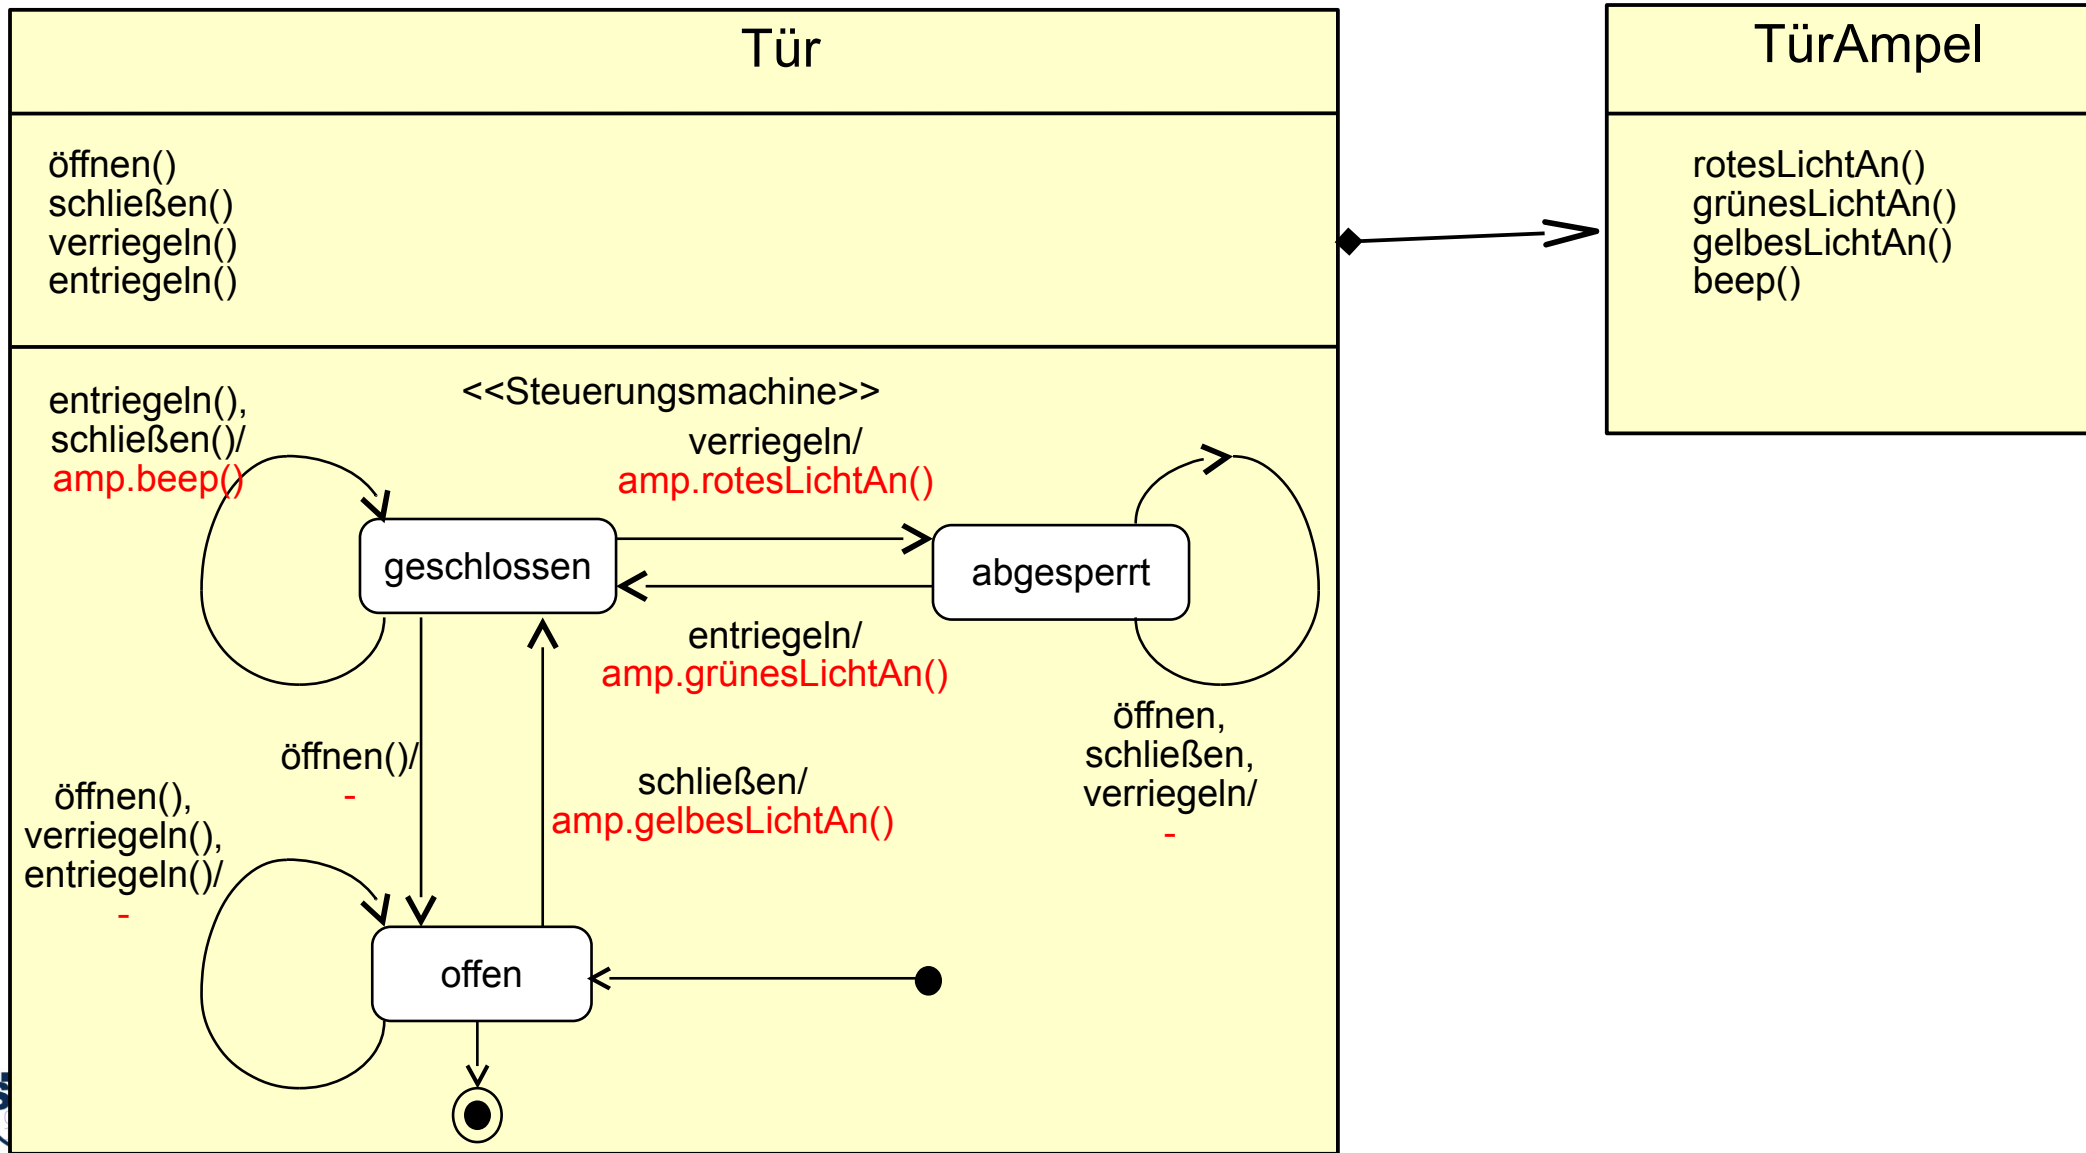 Tür
öffnen()
schließen()
verriegeln()
entriegeln()
TürAmpel
rotesLichtAn()
grünesLichtAn()
gelbesLichtAn()
beep()
<<Steuerungsmachine>>
entriegeln(),
schließen()/
amp.beep()
verriegeln/
amp.rotesLichtAn()
geschlossen
abgesperrt
entriegeln/
amp.grünesLichtAn()
öffnen,
schließen,
verriegeln/
-
öffnen()/
-
schließen/
amp.gelbesLichtAn()
öffnen(),
verriegeln(),
entriegeln()/
-
offen